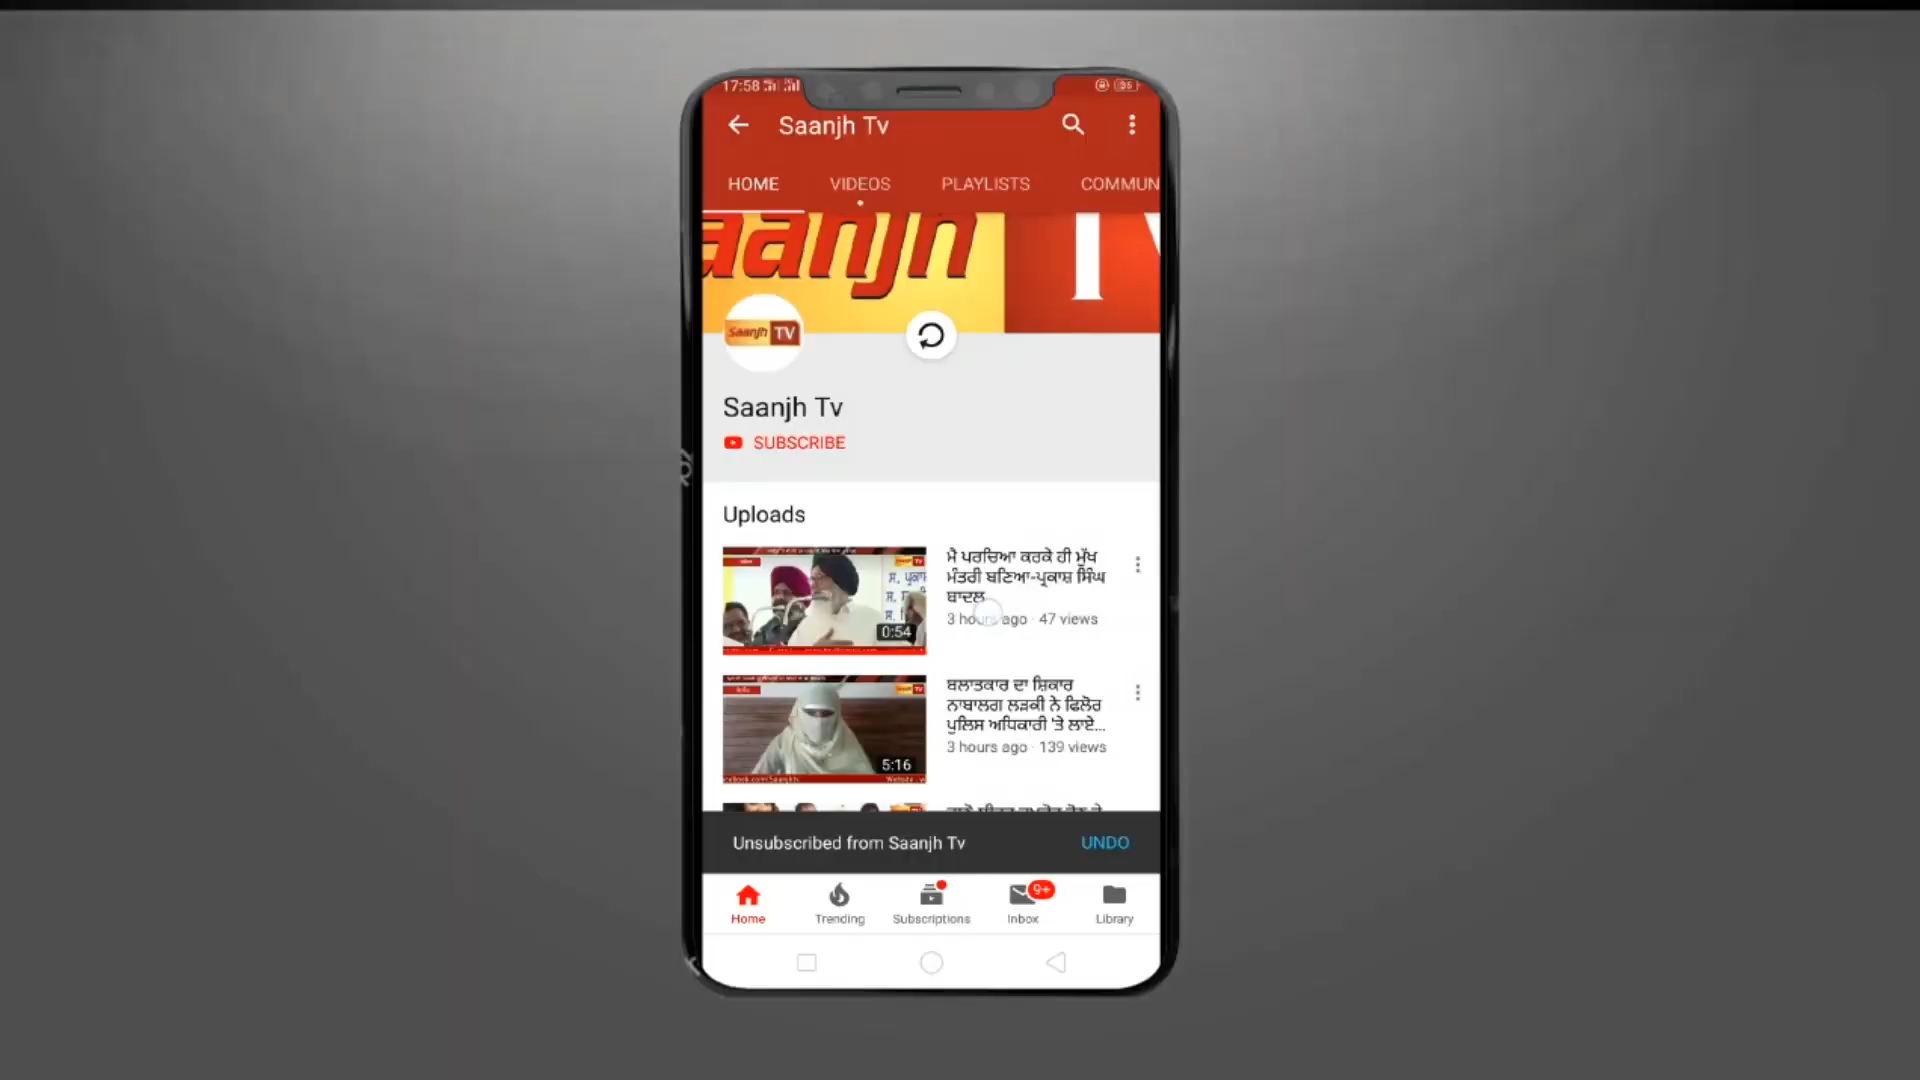 17:58
Saanjh Tv
HOME VIDEOS PLAYLISTS COMMUN
aanjh TV
Saanjh TV
Saanjh Tv
SUBSCRIBE
Uploads
ਮੈ ਪਰਚਿਆ ਕਰਕੇ ਹੀ ਮੁੱਖ
ਮੰਤਰੀ ਬਣਿਆ-ਪ੍ਰਕਾਸ਼ ਸਿੰਘ
ਬਾਦਲ
3 hours ago · 47 views
0:54
ਬਲਾਤਕਾਰ ਦਾ ਸ਼ਿਕਾਰ
ਨਾਬਾਲਗ ਲੜਕੀ ਨੇ ਫਿਲੋਰ
ਪੁਲਿਸ ਅਧਿਕਾਰੀ 'ਤੇ ਲਾਏ...
3 hours ago · 139 views
5:16
Unsubscribed from Saanjh Tv UNDO
9+
Home Trending Subscriptions Inbox Library